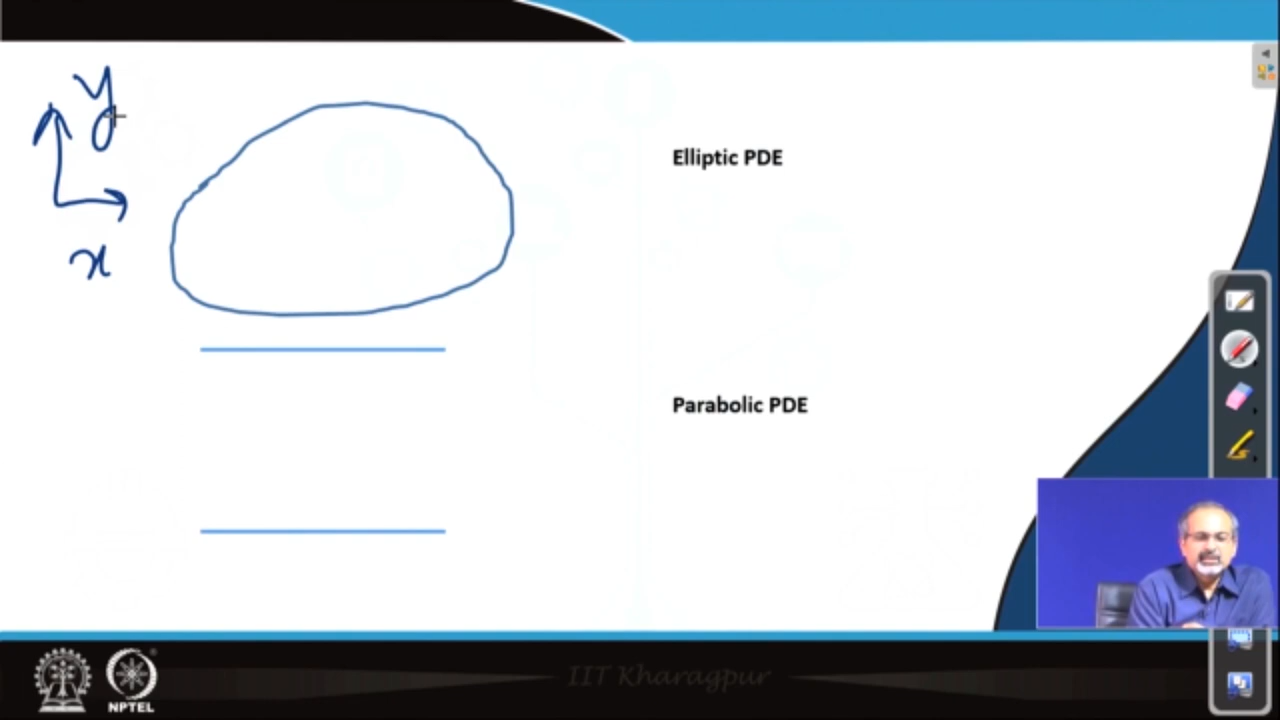 y
x
Elliptic PDE
Parabolic PDE
IIT Kharagpur
NPTEL